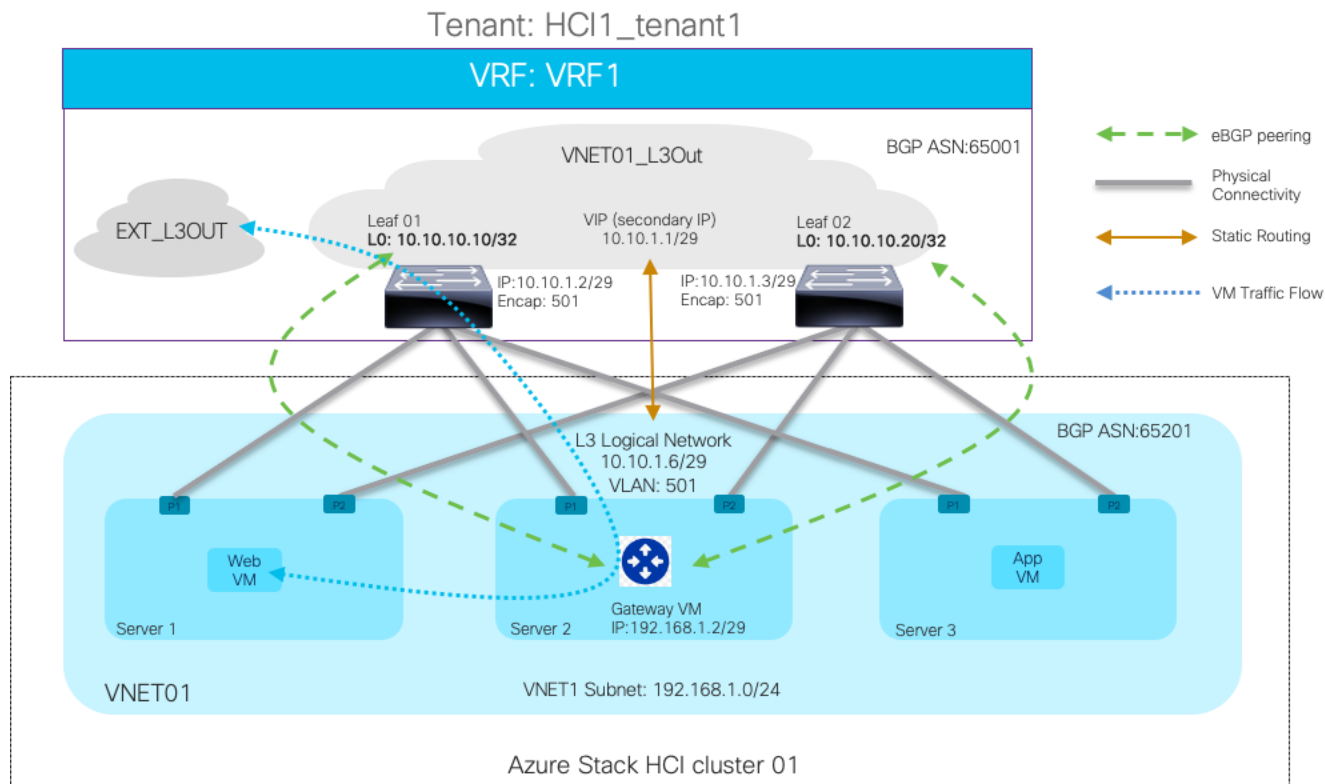 Tenant: HCI1_tenant1
VRF: VRF1
BGP ASN:65001
VNET01_L3Out
EXT_L3OUT
Leaf 01
L0: 10.10.10.10/32
VIP (secondary IP)
10.10.1.1/29
Leaf 02
L0: 10.10.10.20/32
IP:10.10.1.2/29
Encap: 501
IP:10.10.1.3/29
Encap: 501
eBGP peering
Physical
Connectivity
Static Routing
VM Traffic Flow
BGP ASN:65201
L3 Logical Network
10.10.1.6/29
VLAN: 501
P1
P2
P1
P2
P1
P2
Web
VM
App
VM
Gateway VM
IP:192.168.1.2/29
Server 1
Server 2
Server 3
VNET01
VNET1 Subnet: 192.168.1.0/24
Azure Stack HCI cluster 01